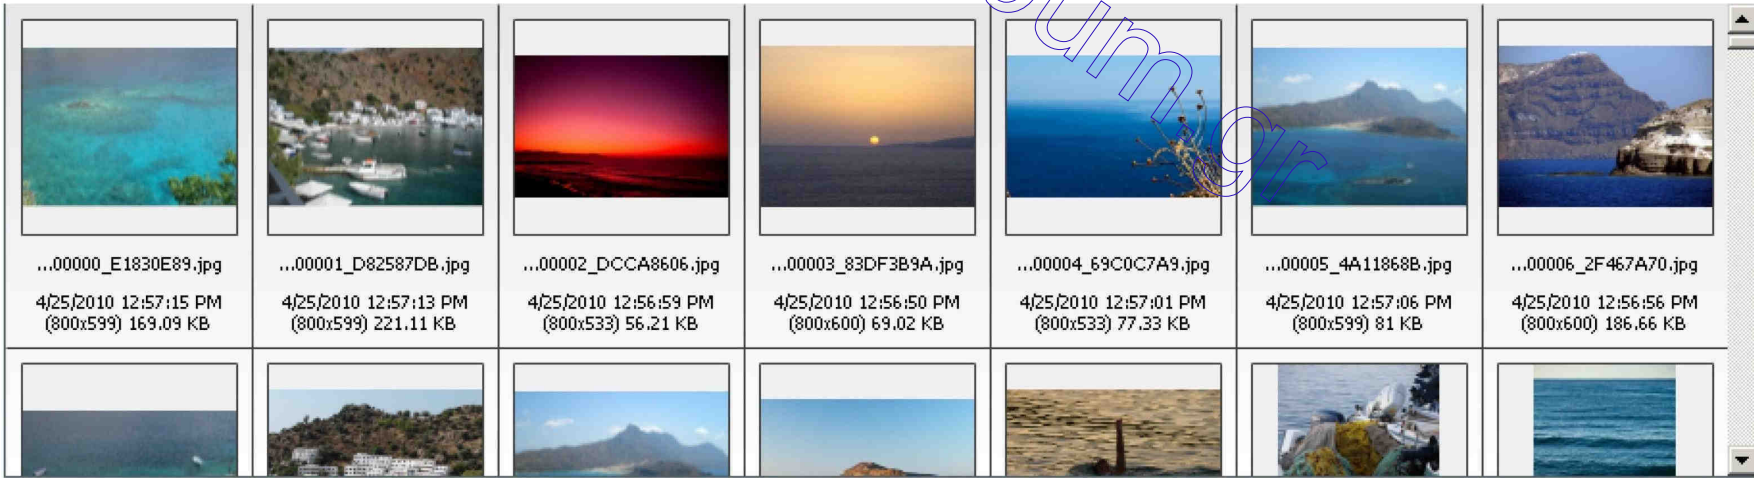 um.gr
...00000_E1830E89.jpg ...00001_D82587DB.jpg ...00002_DCCA8606.jpg ...00003_83DF3B9A.jpg ...00004_69C0C7A9.jpg ...00005_4A11868B.jpg ...00006_2F467A70.jpg
4/25/2010 12:57:15 PM 4/25/2010 12:57:13 PM 4/25/2010 12:56:59 PM 4/25/2010 12:56:50 PM 4/25/2010 12:57:01 PM 4/25/2010 12:57:06 PM 4/25/2010 12:56:56 PM
(800x599) 169.09 KB (800x599) 221.11 KB (800x533) 56.21 KB (800x600) 69.02 KB (800x533) 77.33 KB (800x599) 81 KB (800x600) 186.66 KB